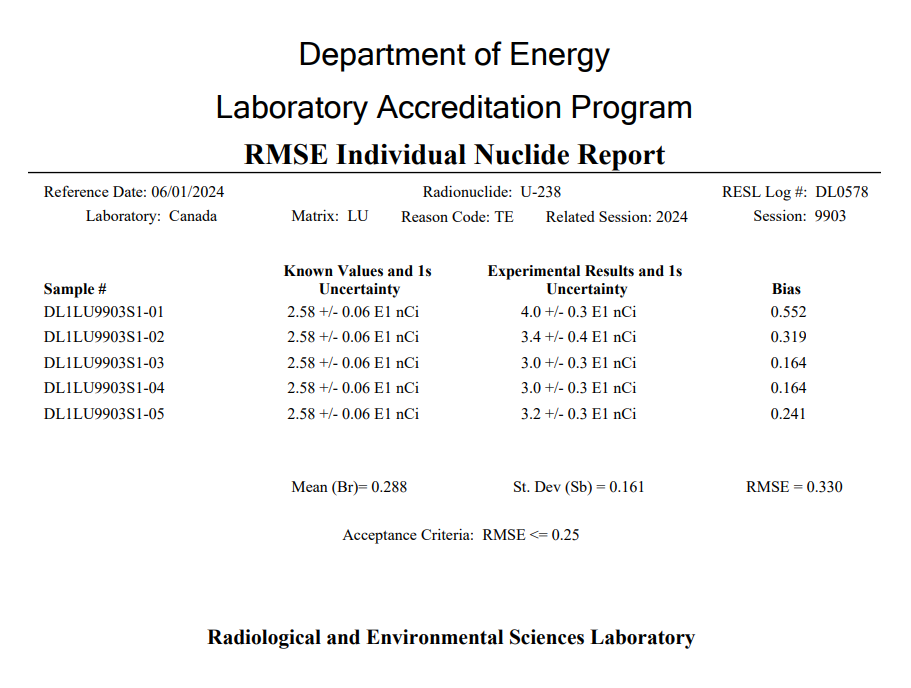 Department of Energy
Laboratory Accreditation Program
RMSE Individual Nuclide Report
Reference Date: 06/01/2024 Radionuclide: U-238 RESL Log #: DL0578
Laboratory: Canada Matrix: LU Reason Code: TE Related Session: 2024 Session: 9903
Known Values and 1s Experimental Results and 1s
Sample # Uncertainty Uncertainty Bias
DL1LU9903S1-01 2.58 +/- 0.06 E1 nCi 4.0 +/- 0.3 E1 nCi 0.552
DL1LU9903S1-02 2.58 +/- 0.06 E1 nCi 3.4 +/- 0.4 E1 nCi 0.319
DL1LU9903S1-03 2.58 +/- 0.06 E1 nCi 3.0 +/- 0.3 E1 nCi 0.164
DL1LU9903S1-04 2.58 +/- 0.06 E1 nCi 3.0 +/- 0.3 E1 nCi 0.164
DL1LU9903S1-05 2.58 +/- 0.06 E1 nCi 3.2 +/- 0.3 E1 nCi 0.241
Mean (Br)= 0.288 St. Dev (Sb) = 0.161 RMSE = 0.330
Acceptance Criteria: RMSE <= 0.25
Radiological and Environmental Sciences Laboratory